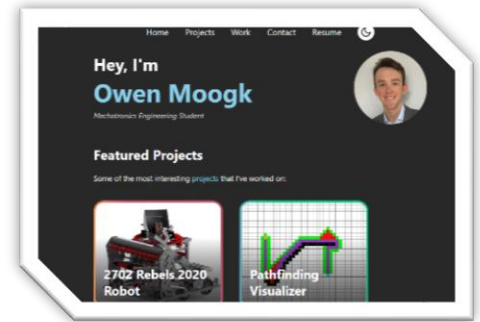 Home Projects Work Contact Resume
Hey, I'm
Owen Moogk
Mechatronics Engineering Student
Featured Projects
Some of the most interesting projects that I've worked on:
2702 Rebels 2020
Robot
Pathfinding
Visualizer